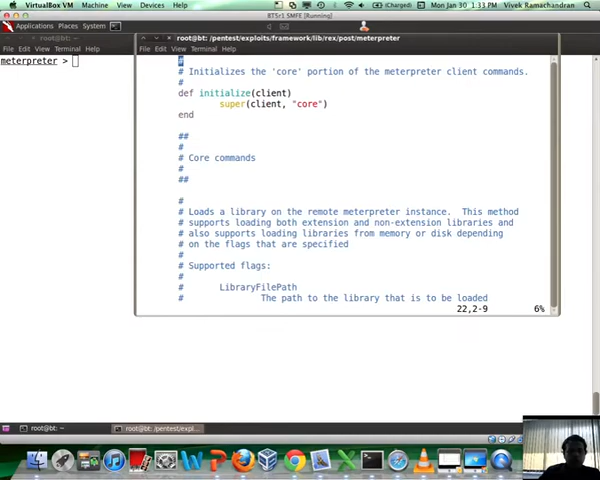 VirtualBox VM Machine View Devices Help
(Charged) Mon Jan 30 1:33 PM Vivek Ramachandran
BT5r1 SMFE [Running]
Applications Places System
root@bt: ~
root@bt: /pentest/exploits/framework/lib/rex/post/meterpreter
File Edit View Terminal Help
File Edit View Terminal Help
meterpreter >
#
# Initializes the 'core' portion of the meterpreter client commands.
#
def initialize(client)
super(client, "core")
end
##
#
# Core commands
#
##
#
# Loads a library on the remote meterpreter instance. This method
# supports loading both extension and non-extension libraries and
# also supports loading libraries from memory or disk depending
# on the flags that are specified
#
# Supported flags:
#
# LibraryFilePath
# The path to the library that is to be loaded
22,2-9 6%
root@bt: ~
root@bt: /pentest/expl...